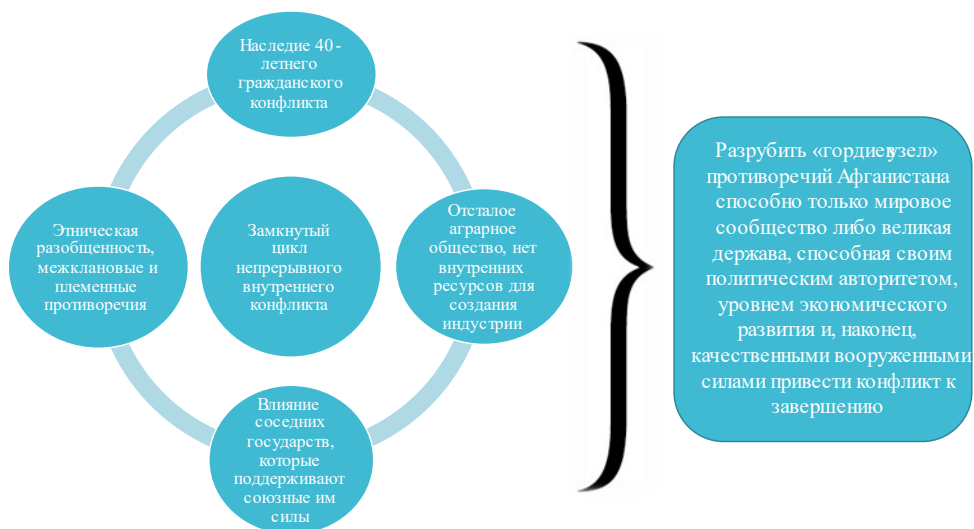 Наследие 40-
летнего
гражданского
конфликта
Этническая
разобщенность,
межклановые и
племенные
противоречия
Замкнутый
цикл
непрерывного
внутреннего
конфликта
Отсталое
аграрное
общество, нет
внутренних
ресурсов для
создания
индустрии
Влияние
соседних
государств,
которые
поддерживают
союзные им
силы
Разрубить «гордиев узел»
противоречий Афганистана
способно только мировое
сообщество либо великая
держава, способная своим
политическим авторитетом,
уровнем экономического
развития и, наконец,
качественными вооруженными
силами привести конфликт к
завершению